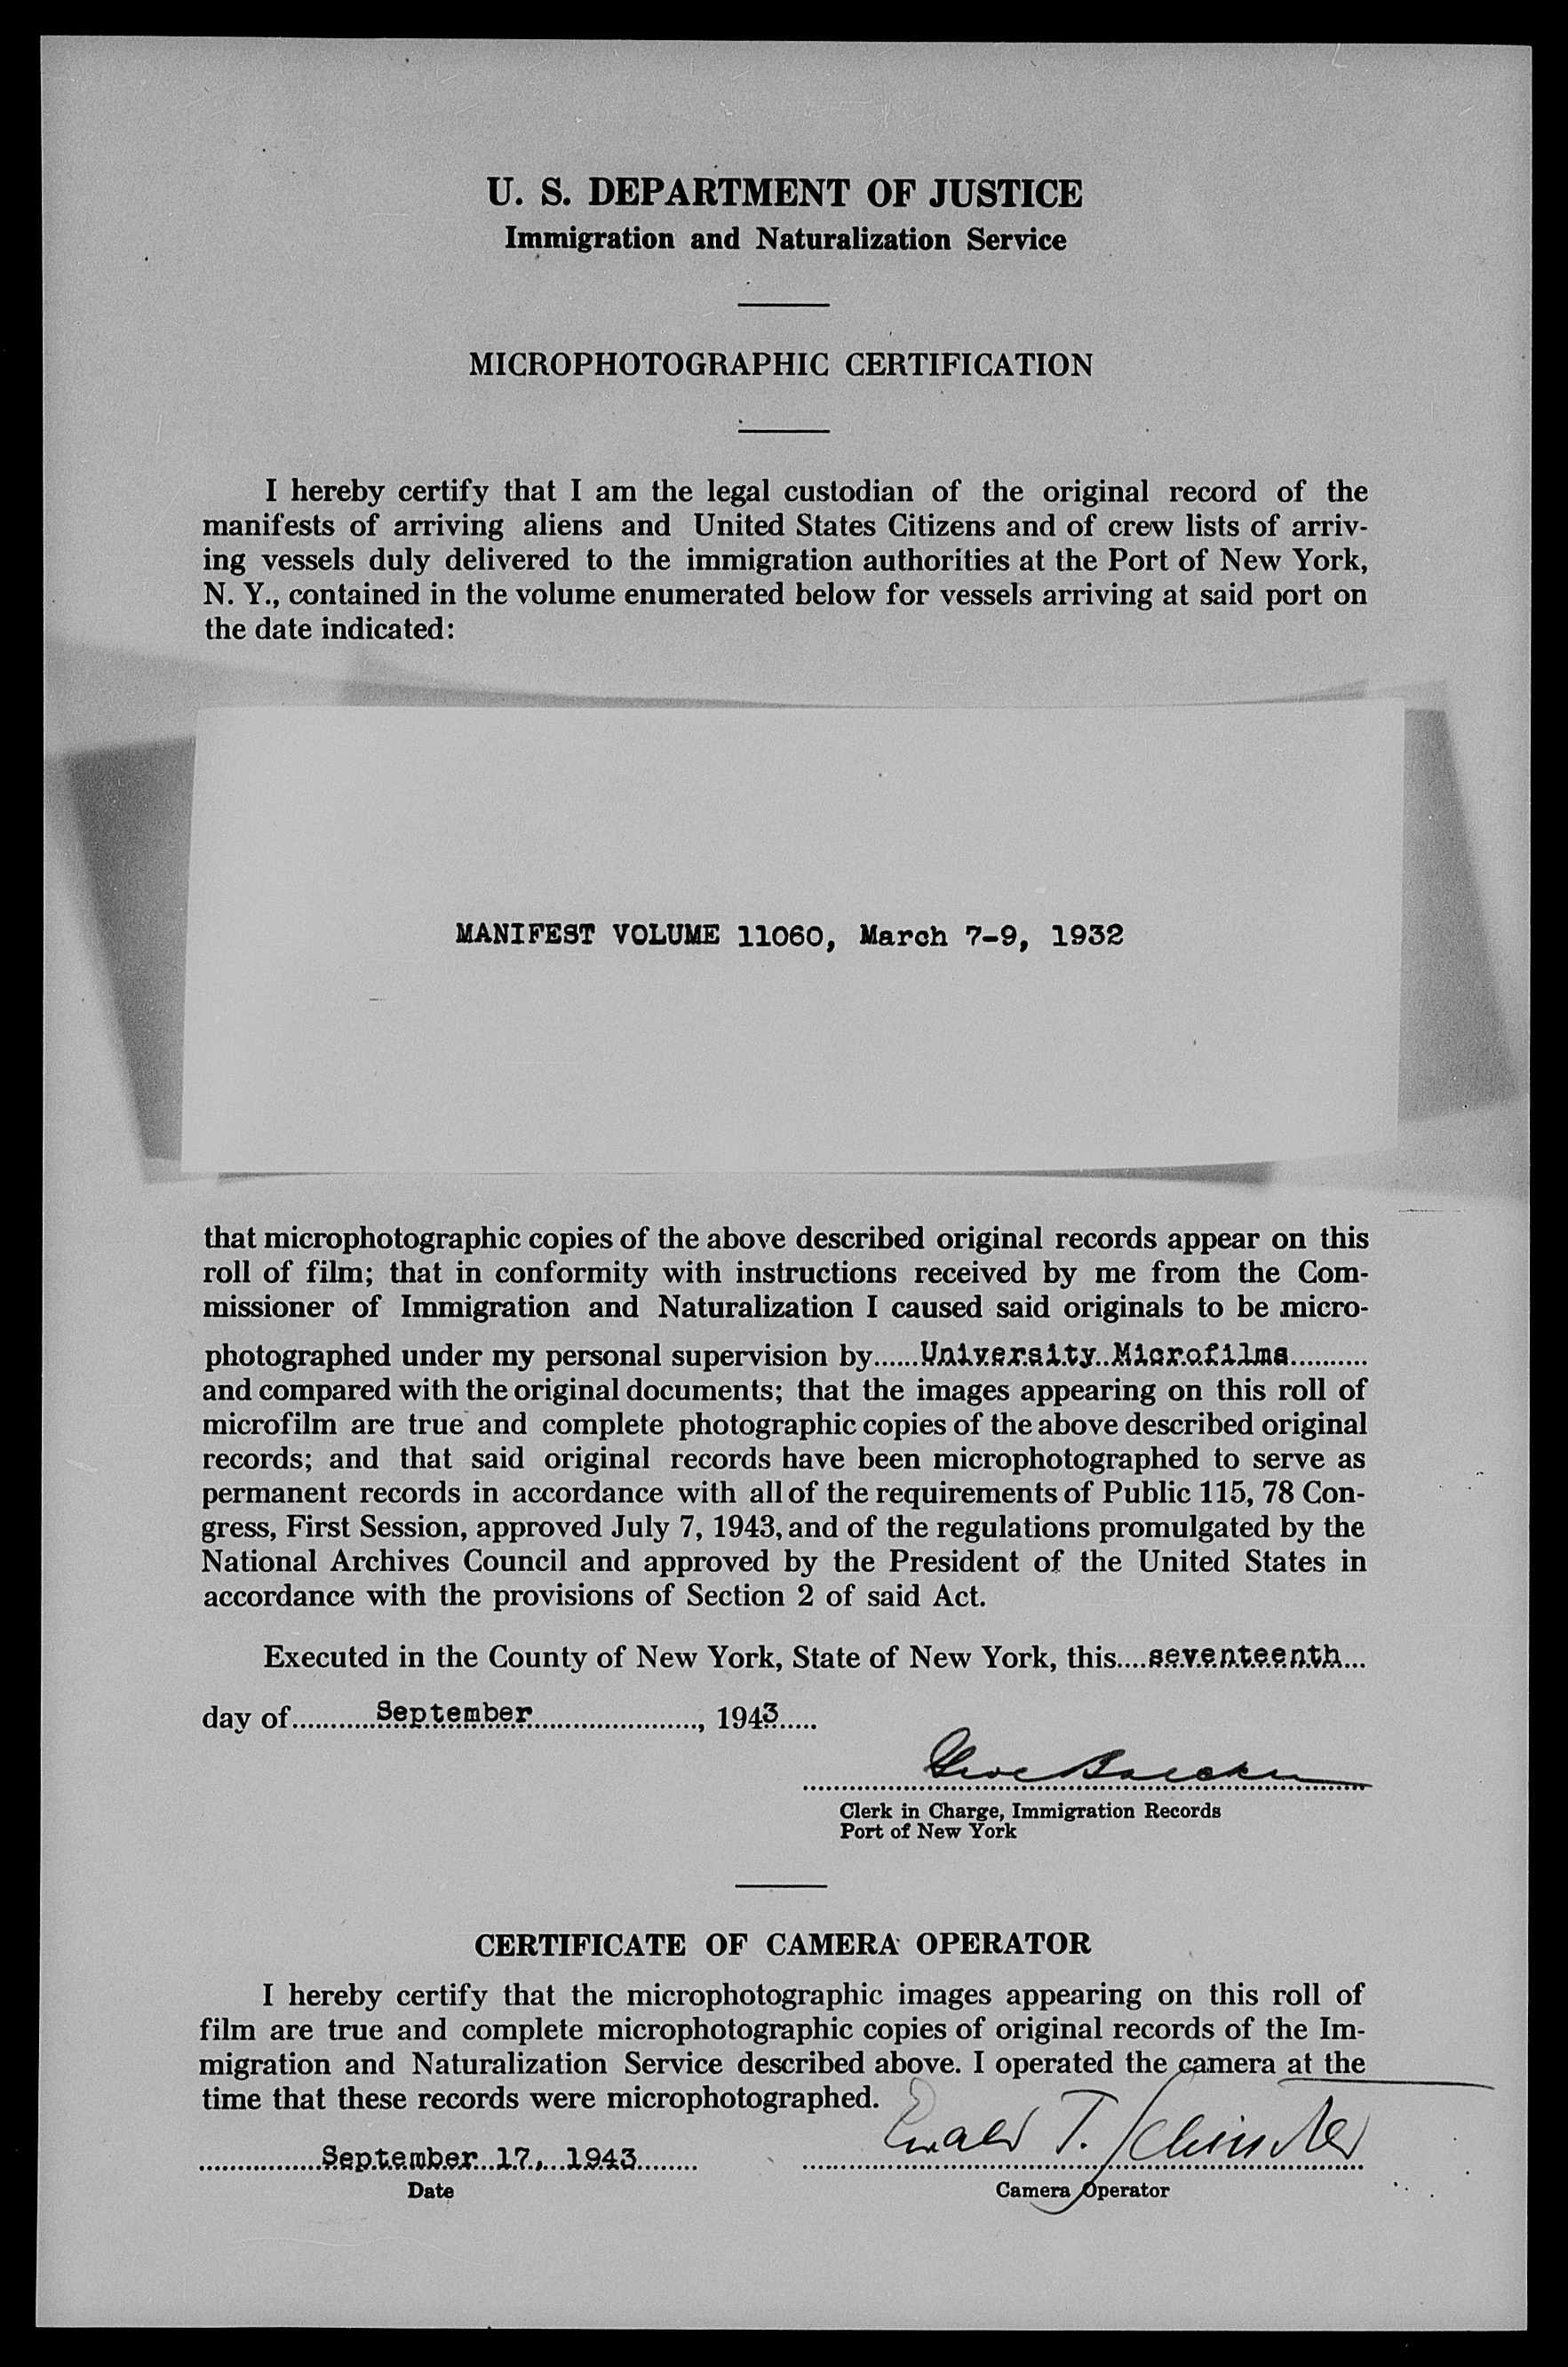 U. S. DEPARTMENT OF JUSTICE
Immigration and Naturalization Service
MICROPHOTOGRAPHIC CERTIFICATION
I hereby certify that I am the legal custodian of the original record of the
manifests of arriving aliens and United States Citizens and of crew lists of arriv-
ing vessels duly delivered to the immigration authorities at the Port of New York,
N. Y., contained in the volume enumerated below for vessels arriving at said port on
the date indicated:
MANIFEST VOLUME 11060, March 7-9, 1932
that microphotographic copies of the above described original records appear on this
roll of film; that in conformity with instructions received by me from the Com-
missioner of Immigration and Naturalization I caused said originals to be micro-
photographed under my personal supervision by......University Microfilms..........
and compared with the original documents; that the images appearing on this roll of
microfilm are true and complete photographic copies of the above described original
records; and that said original records have been microphotographed to serve as
permanent records in accordance with all of the requirements of Public 115, 78 Con-
gress, First Session, approved July 7, 1943, and of the regulations promulgated by the
National Archives Council and approved by the President of the United States in
accordance with the provisions of Section 2 of said Act.
Executed in the County of New York, State of New York, this....seventeenth...
day of...........September......................, 1943.....
Clerk in Charge, Immigration Records
Port of New York
CERTIFICATE OF CAMERA OPERATOR
I hereby certify that the microphotographic images appearing on this roll of
film are true and complete microphotographic copies of original records of the Im-
migration and Naturalization Service described above. I operated the camera at the
time that these records were microphotographed.
Ewald T.
................September 17, 1943........
Date
Camera Operator